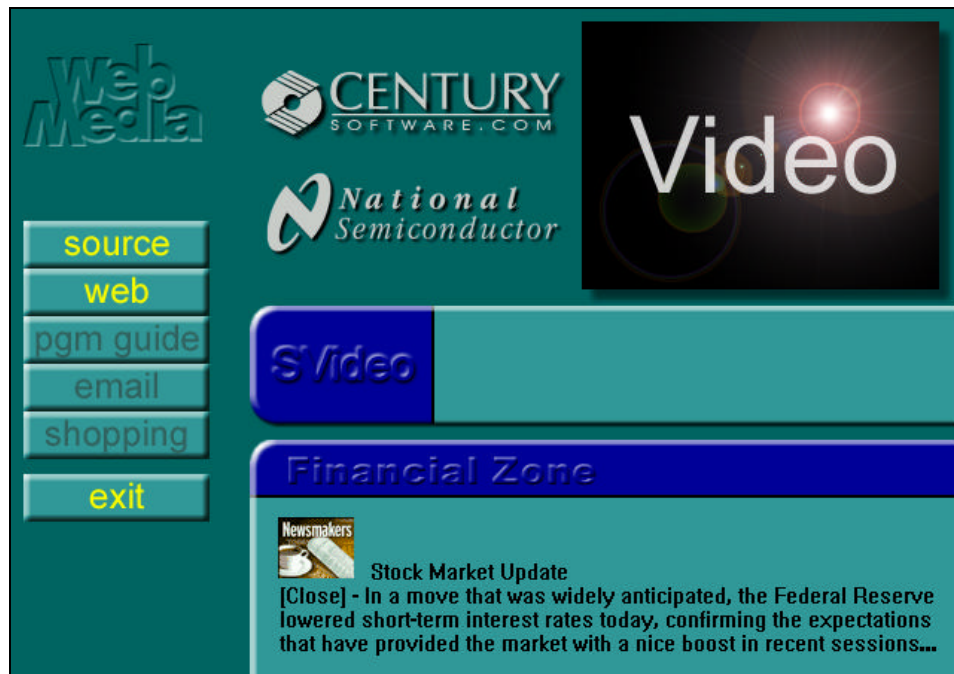 Web
Media
CENTURY
SOFTWARE.COM
National
Semiconductor
Video
source
web
pgm guide
email
shopping
exit
S'Video
Financial Zone
Newsmakers
Stock Market Update
[Close] - In a move that was widely anticipated, the Federal Reserve
lowered short-term interest rates today, confirming the expectations
that have provided the market with a nice boost in recent sessions...